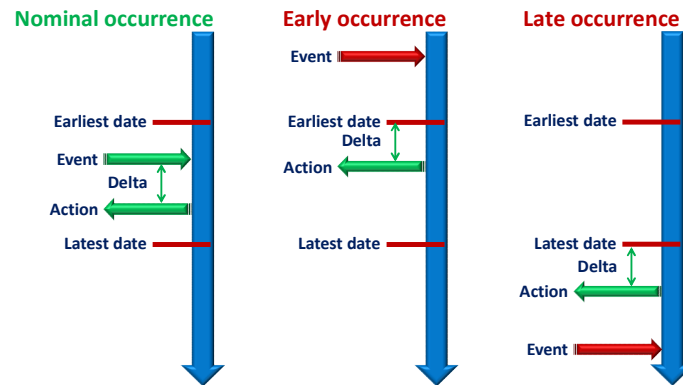 Nominal occurrence
Earliest date
Event
Delta
Action
Latest date
Early occurrence
Event
Earliest date
Delta
Action
Latest date
Late occurrence
Earliest date
Latest date
Delta
Action
Event